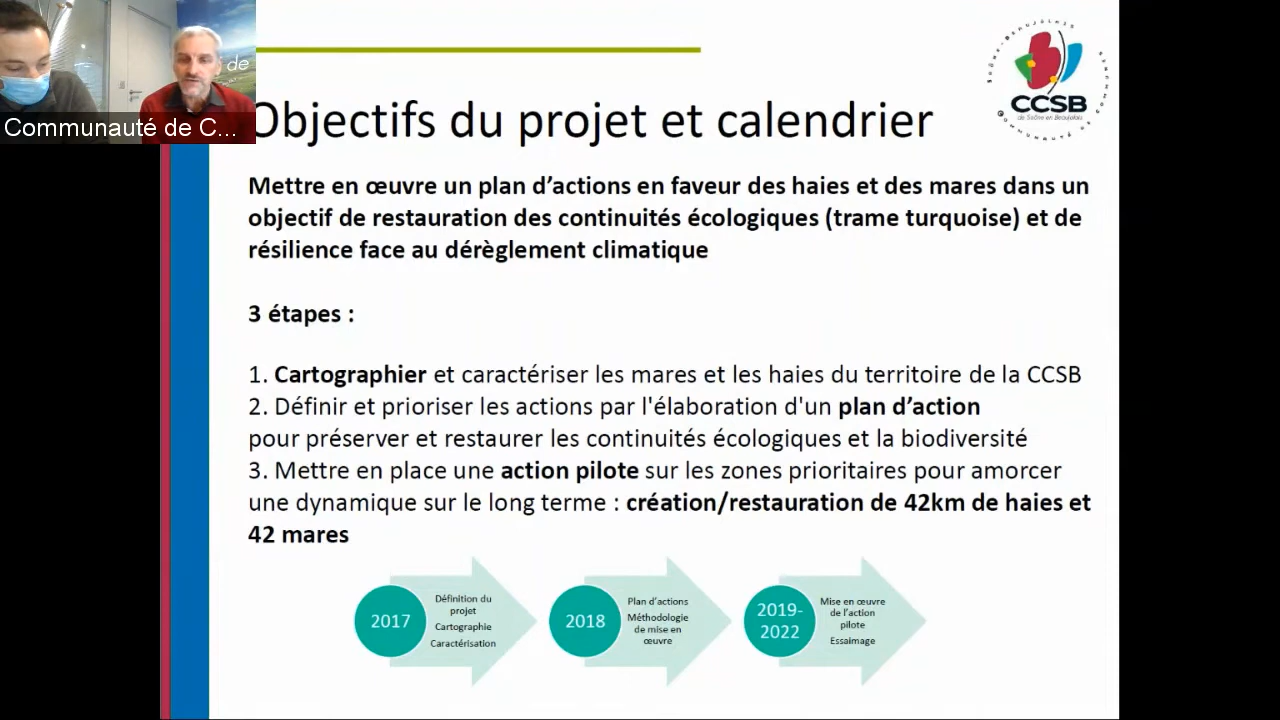 de
Communauté de C...
Objectifs du projet et calendrier
CCSB
de Saône en Beaujolais
Mettre en œuvre un plan d’actions en faveur des haies et des mares dans un
objectif de restauration des continuités écologiques (trame turquoise) et de
résilience face au dérèglement climatique
3 étapes :
1. Cartographier et caractériser les mares et les haies du territoire de la CCSB
2. Définir et prioriser les actions par l'élaboration d'un plan d’action
pour préserver et restaurer les continuités écologiques et la biodiversité
3. Mettre en place une action pilote sur les zones prioritaires pour amorcer
une dynamique sur le long terme : création/restauration de 42km de haies et
42 mares
2017
Définition du
projet
Cartographie
Caractérisation
2018
Plan d’actions
Méthodologie
de mise en
œuvre
2019-
2022
Mise en œuvre
de l’action
pilote
Essaimage